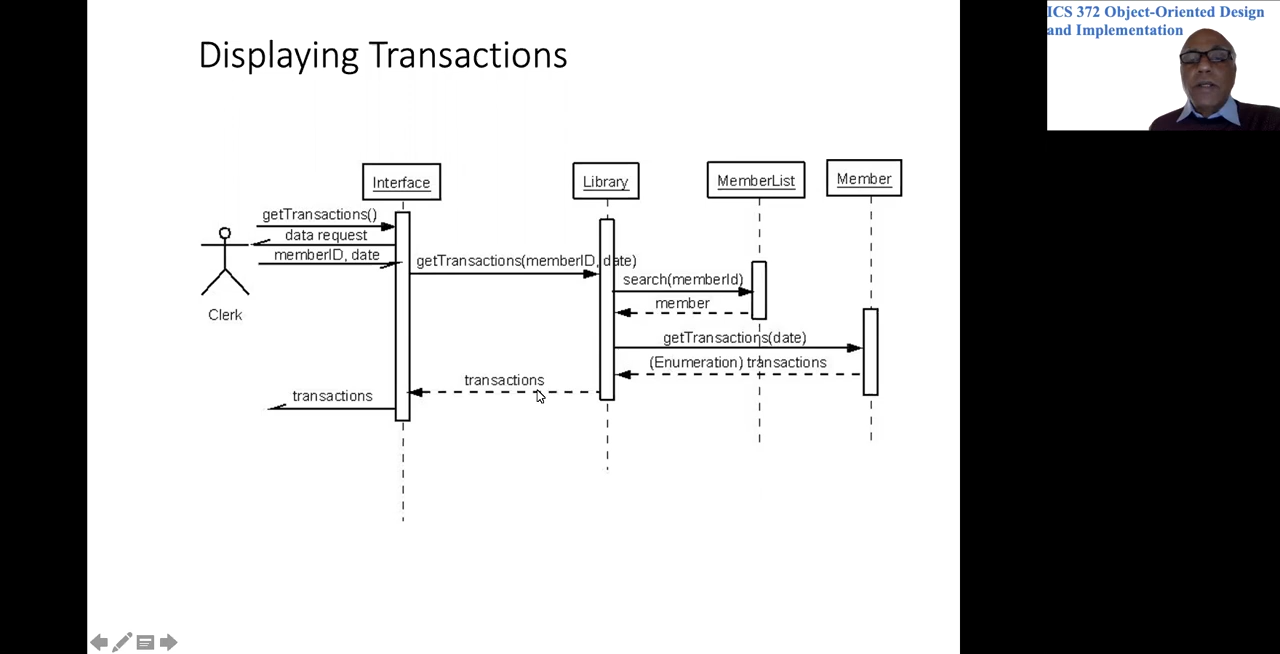 Displaying Transactions
ICS 372 Object-Oriented Design
and Implementation
Interface
Library
MemberList
Member
getTransactions()
data request
memberID, date
getTransactions(memberID, date)
search(memberId)
member
Clerk
getTransactions(date)
(Enumeration) transactions
transactions
transactions